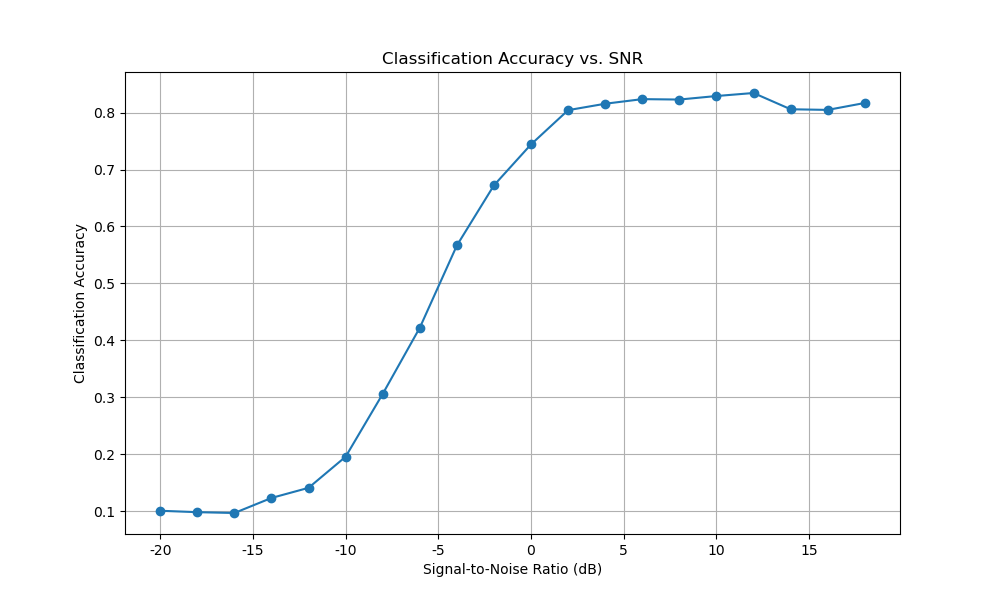 Classification Accuracy vs. SNR
0.8
0.7
0.6
0.5
0.4
0.3
0.2
0.1
Classification Accuracy
-20 -15 -10 -5 0 5 10 15
Signal-to-Noise Ratio (dB)